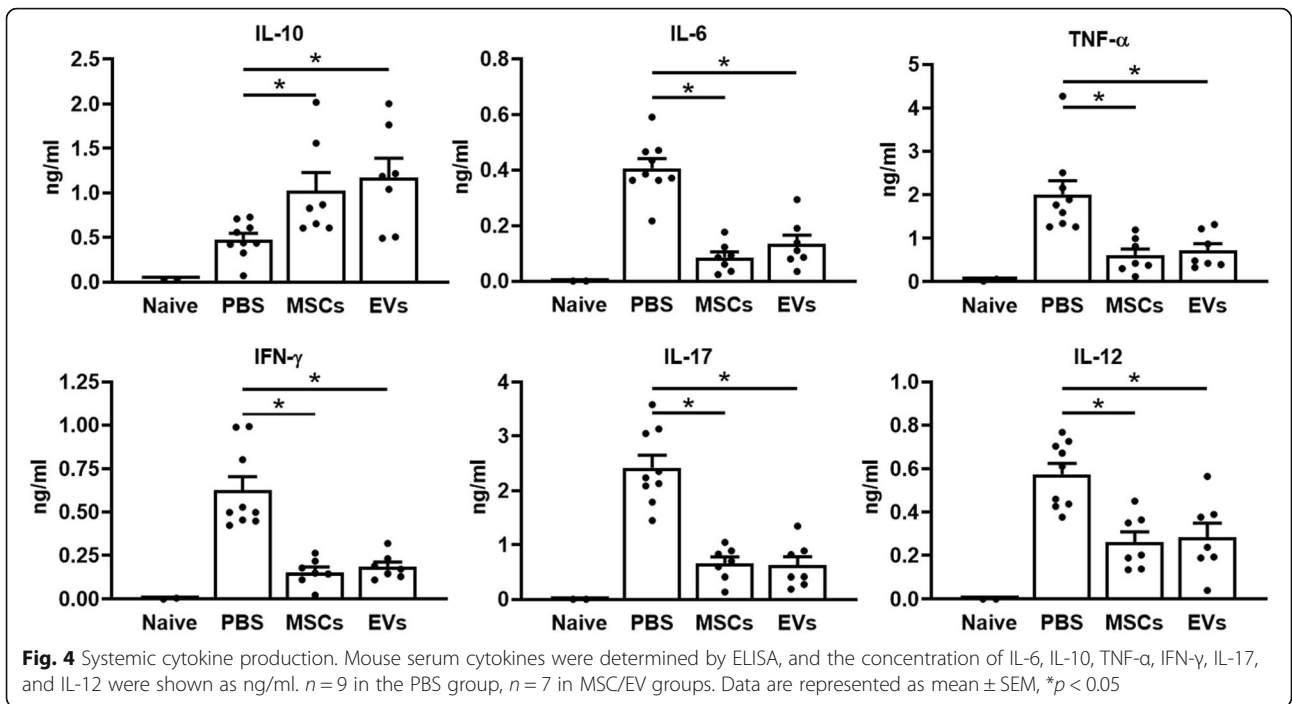 IL-10
2.5
2.0
1.5
1.0
0.5
0.0
ng/ml
*
*
Naive PBS MSCs EVs
IL-6
0.8
0.6
0.4
0.2
0.0
ng/ml
*
*
Naive PBS MSCs EVs
TNF-α
5
4
3
2
1
0
ng/ml
*
*
Naive PBS MSCs EVs
IFN-γ
1.25
1.00
0.75
0.50
0.25
0.00
ng/ml
*
*
Naive PBS MSCs EVs
IL-17
4
3
2
1
0
ng/ml
*
*
Naive PBS MSCs EVs
IL-12
1.0
0.8
0.6
0.4
0.2
0.0
ng/ml
*
*
Naive PBS MSCs EVs
Fig. 4 Systemic cytokine production. Mouse serum cytokines were determined by ELISA, and the concentration of IL-6, IL-10, TNF-α, IFN-γ, IL-17,
and IL-12 were shown as ng/ml. n = 9 in the PBS group, n = 7 in MSC/EV groups. Data are represented as mean ± SEM, *p < 0.05